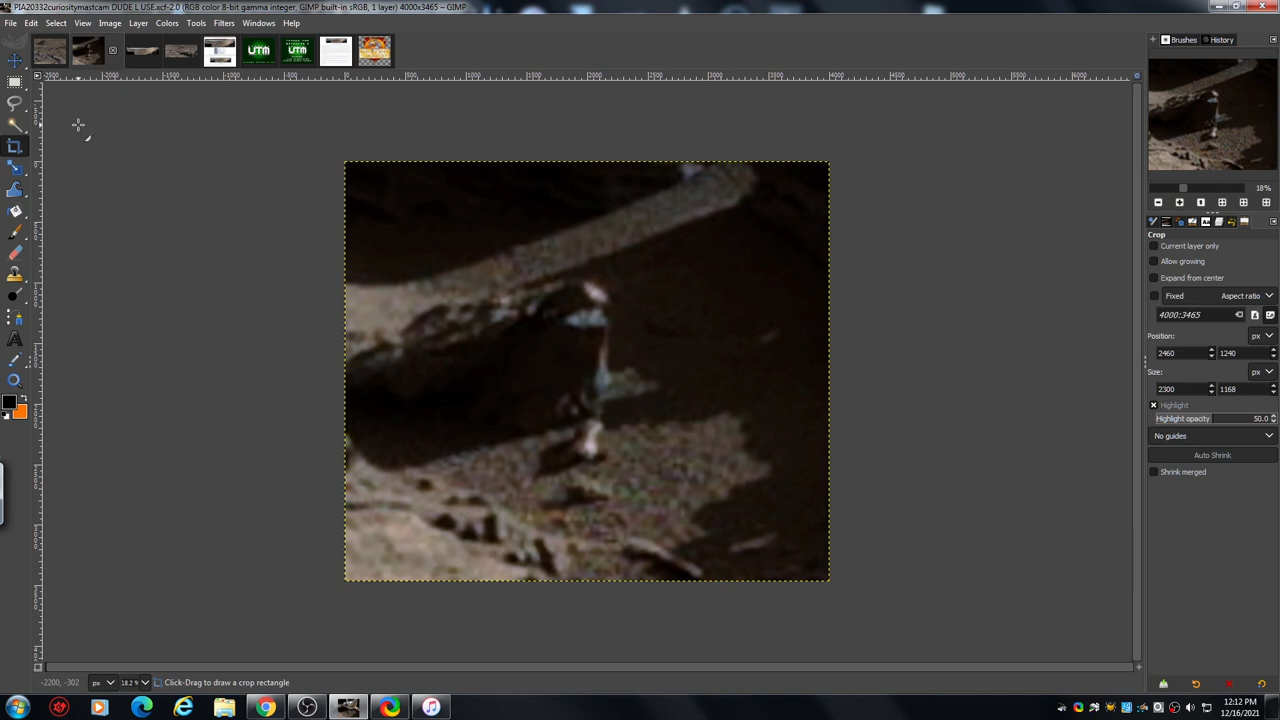 PIA20332curiositymastcam DUDE L USE.xcf-2.0 (RGB color 8-bit gamma integer, GIMP built-in sRGB, 1 layer) 4000x3465 – GIMP
File Edit Select View Image Layer Colors Tools Filters Windows Help
Brushes History
UTM UTM
18%
Crop
Current layer only
Allow growing
Expand from center
Fixed Aspect ratio
4000:3465
Position: px
2460 1240
Size: px
2300 1168
Highlight
Highlight opacity 50.0
No guides
Auto Shrink
Shrink merged
-2200, -302 px 18.2 % Click-Drag to draw a crop rectangle
12:12 PM
12/16/2021